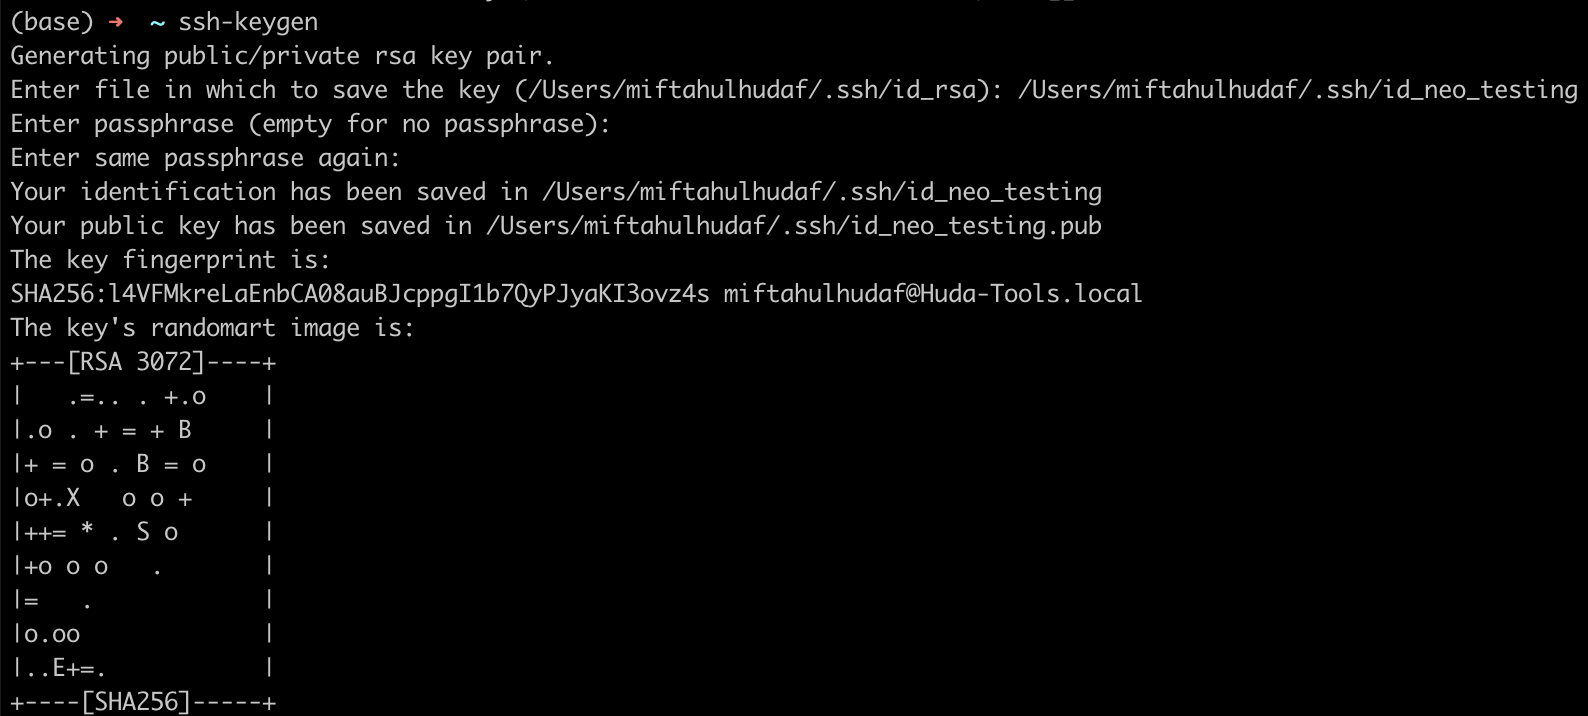 (base) ➜  ~ ssh-keygen
Generating public/private rsa key pair.
Enter file in which to save the key (/Users/miftahulhudaf/.ssh/id_rsa): /Users/miftahulhudaf/.ssh/id_neo_testing
Enter passphrase (empty for no passphrase):
Enter same passphrase again:
Your identification has been saved in /Users/miftahulhudaf/.ssh/id_neo_testing
Your public key has been saved in /Users/miftahulhudaf/.ssh/id_neo_testing.pub
The key fingerprint is:
SHA256:l4VFMkreLaEnbCA08auBJcppgI1b7QyPJyaKI3ovz4s miftahulhudaf@Huda-Tools.local
The key's randomart image is:
+---[RSA 3072]----+
|   .=.. . +.o    |
|.o . + = + B     |
|+ = o . B = o    |
|o+.X   o o +     |
|++= * . S o      |
|+o o o   .       |
|=   .            |
|o.oo             |
|..E+=.           |
+----[SHA256]-----+